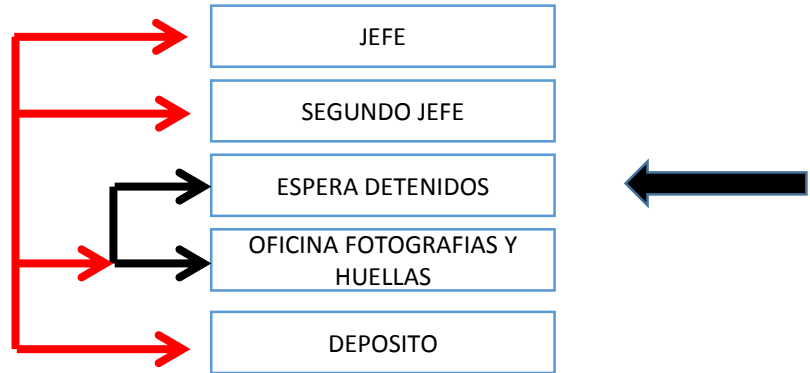 JEFE
SEGUNDO JEFE
ESPERA DETENIDOS
OFICINA FOTOGRAFIAS Y
HUELLAS
DEPOSITO